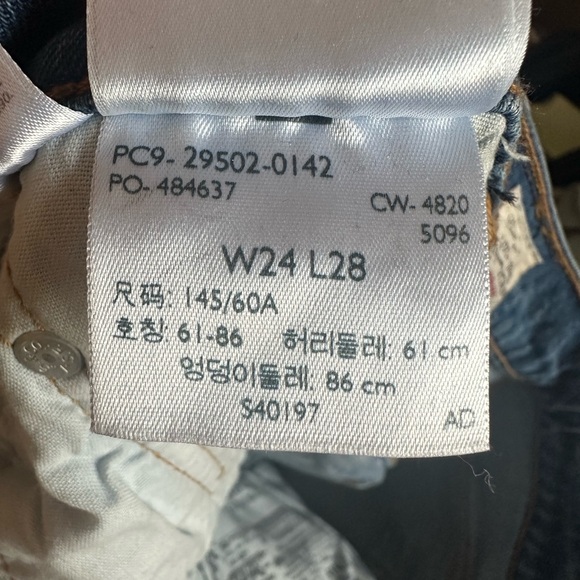 PC9- 29502-0142
PO- 484637
CW- 4820
5096
W24 L28
尺码: 145/60A
호칭: 61-86 허리둘레: 61 cm
엉덩이둘레: 86 cm
S40197
AD